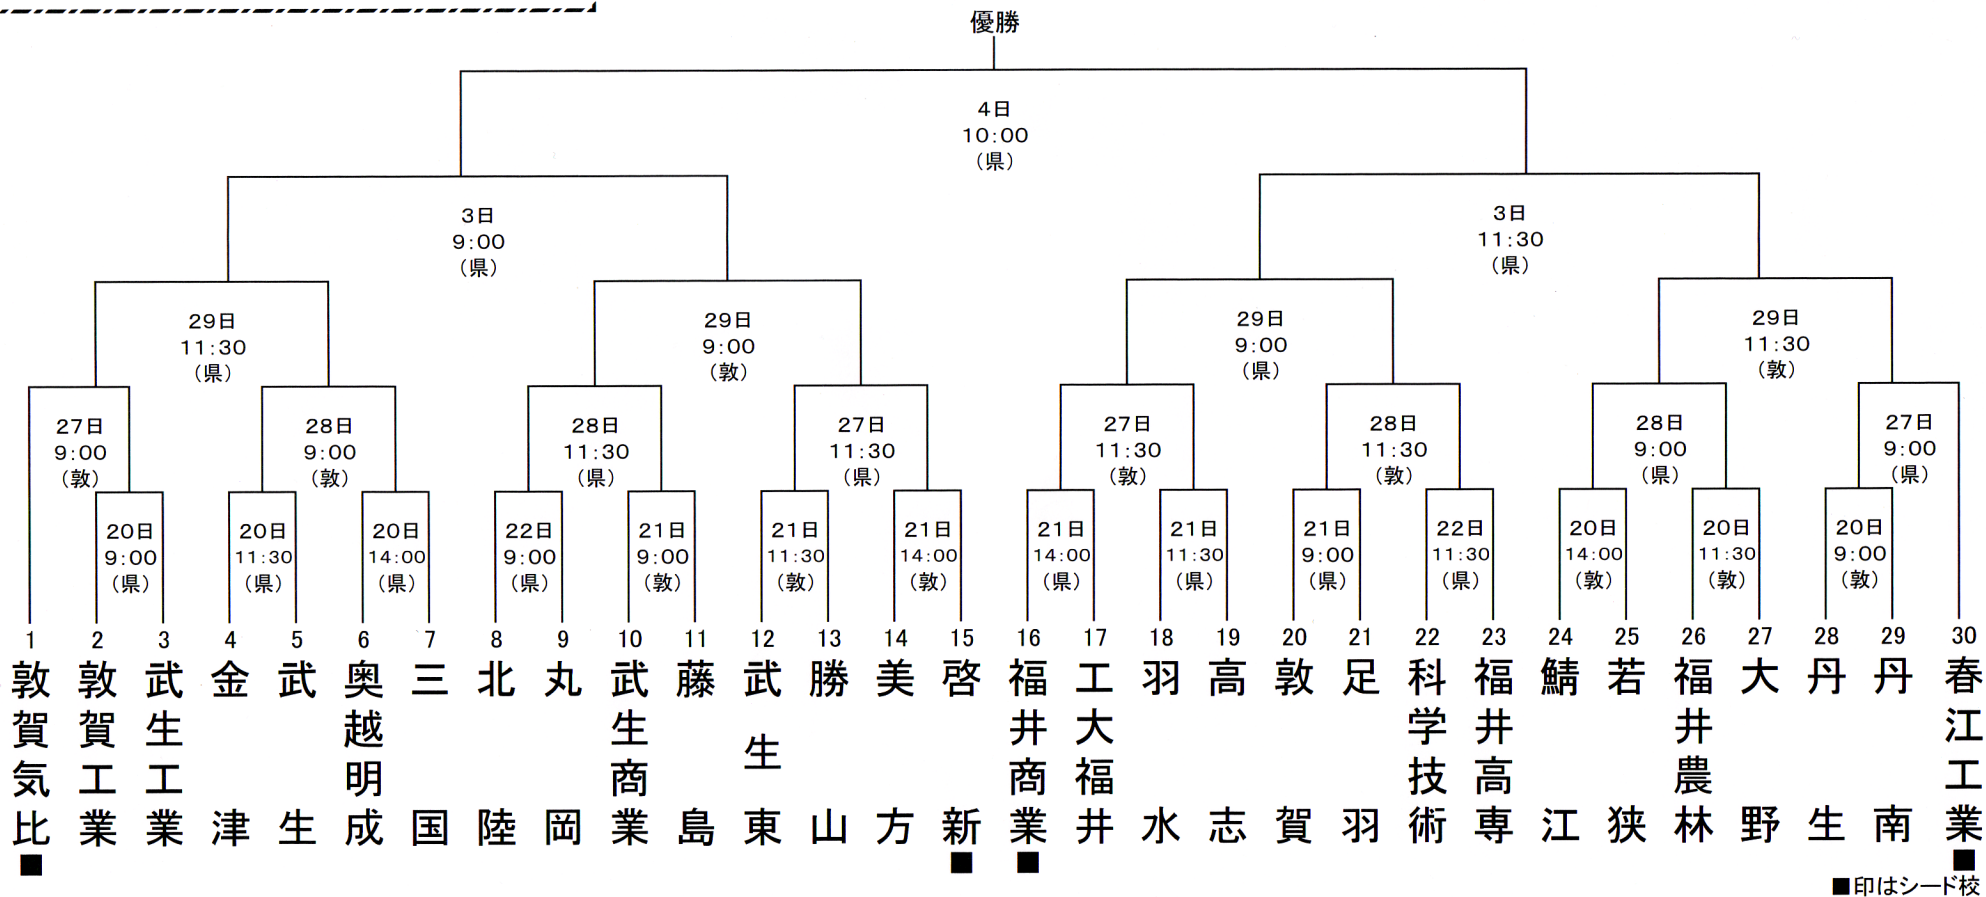 優勝
4日
10:00
(県)
3日
9:00
(県)
3日
11:30
(県)
29日
11:30
(県)
29日
9:00
(敦)
29日
9:00
(県)
29日
11:30
(敦)
27日
9:00
(敦)
28日
9:00
(敦)
28日
11:30
(県)
27日
11:30
(県)
27日
11:30
(敦)
28日
11:30
(敦)
28日
9:00
(県)
27日
9:00
(県)
20日
9:00
(県)
20日
11:30
(県)
20日
14:00
(県)
22日
9:00
(県)
21日
9:00
(敦)
21日
11:30
(敦)
21日
14:00
(敦)
21日
14:00
(県)
21日
11:30
(県)
21日
9:00
(県)
22日
11:30
(県)
20日
14:00
(敦)
20日
11:30
(敦)
20日
9:00
(敦)
1 敦賀気比 ■
2 敦賀工業
3 武生工業
4 金津
5 武生
6 奥越明成
7 三国
8 北陸
9 丸岡
10 武生商業
11 藤島
12 武生東
13 勝山
14 美方
15 啓新 ■
16 福井商業 ■
17 工大福井
18 羽水
19 高志
20 敦賀
21 足羽
22 科学技術
23 福井高専
24 鯖江
25 若狭
26 福井農林
27 大野
28 丹生
29 丹南
30 春江工業 ■
■印はシード校